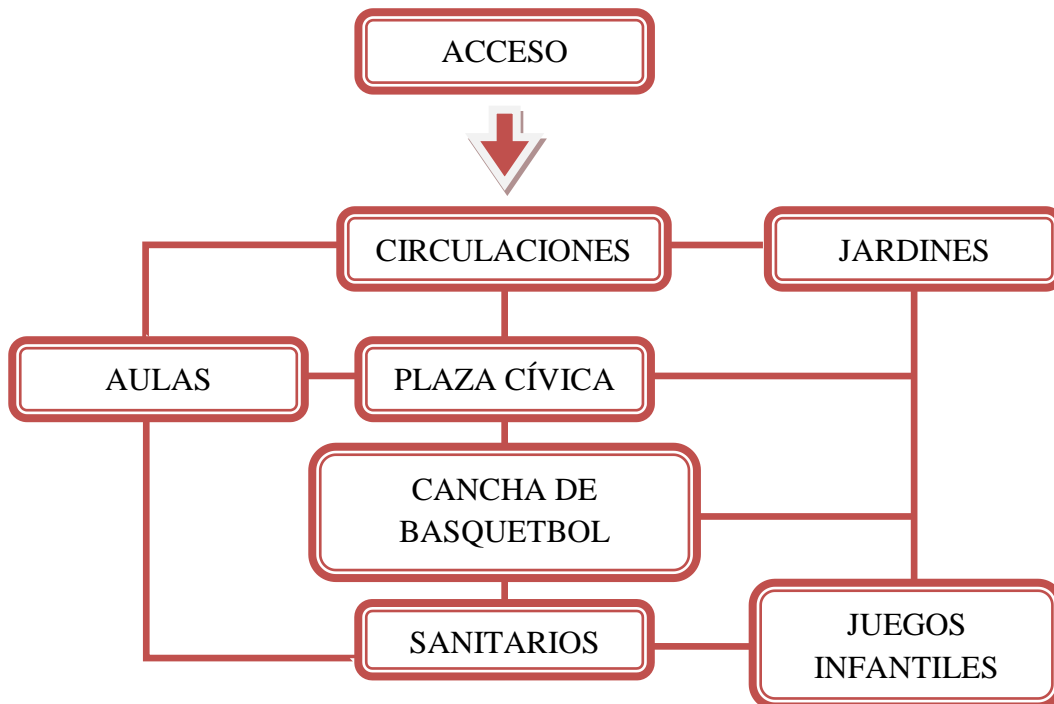 ACCESO
CIRCULACIONES
JARDINES
AULAS
PLAZA CÍVICA
CANCHA DE
BASQUETBOL
SANITARIOS
JUEGOS
INFANTILES